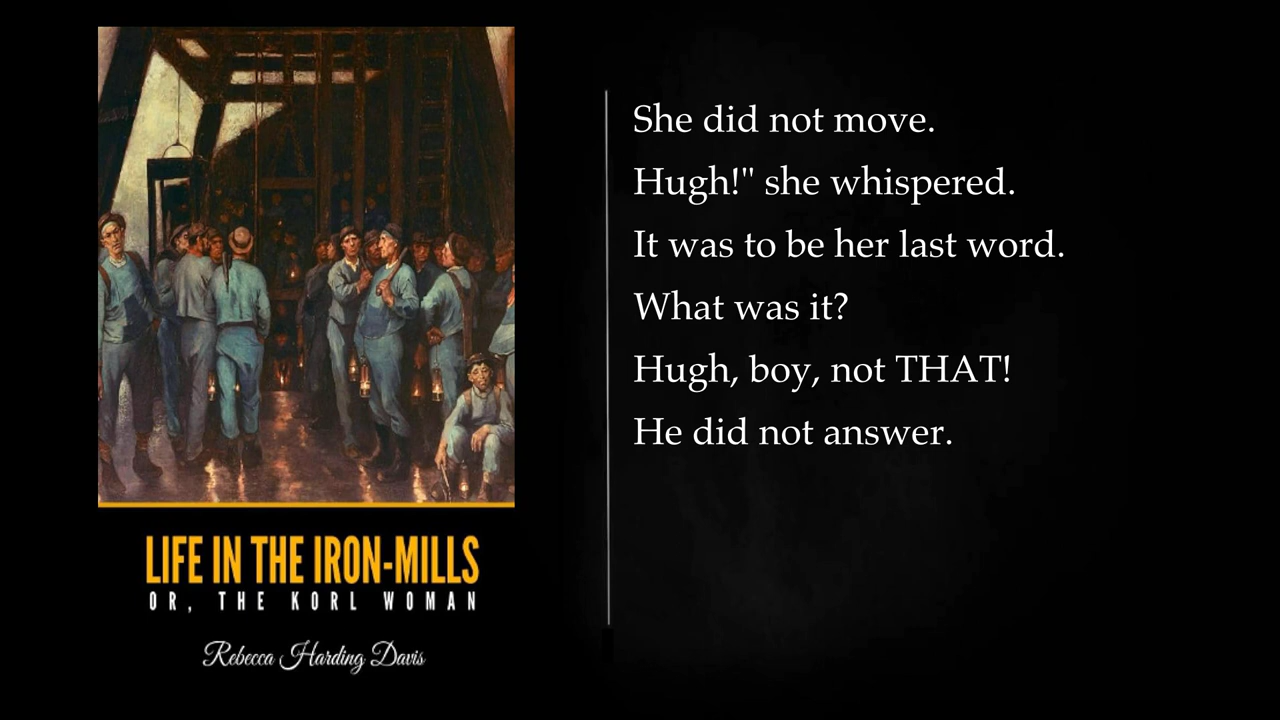 She did not move.
Hugh!" she whispered.
It was to be her last word.
What was it?
Hugh, boy, not THAT!
He did not answer.
LIFE IN THE IRON-MILLS
OR, THE KORL WOMAN
Rebecca Harding Davis